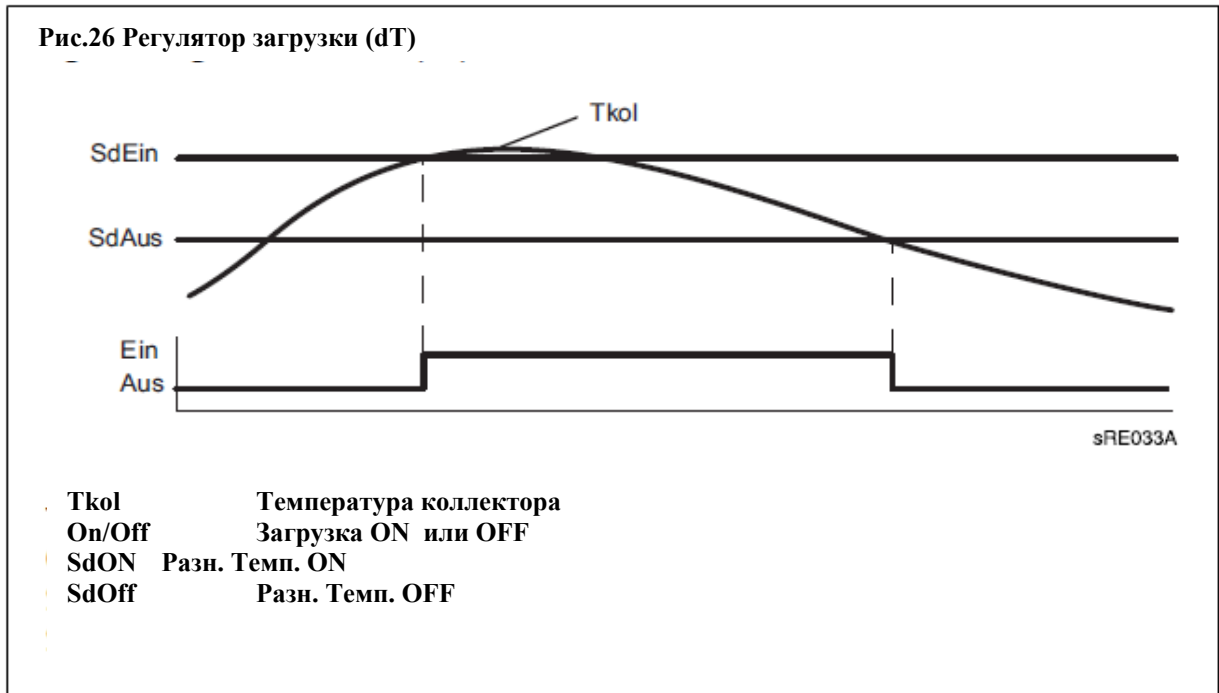 Рис.26 Регулятор загрузки (dT)
Tkol
SdEin
SdAus
Ein
Aus
sRE033A
Tkol Температура коллектора
On/Off Загрузка ON или OFF
SdON Разн. Темп. ON
SdOff Разн. Темп. OFF